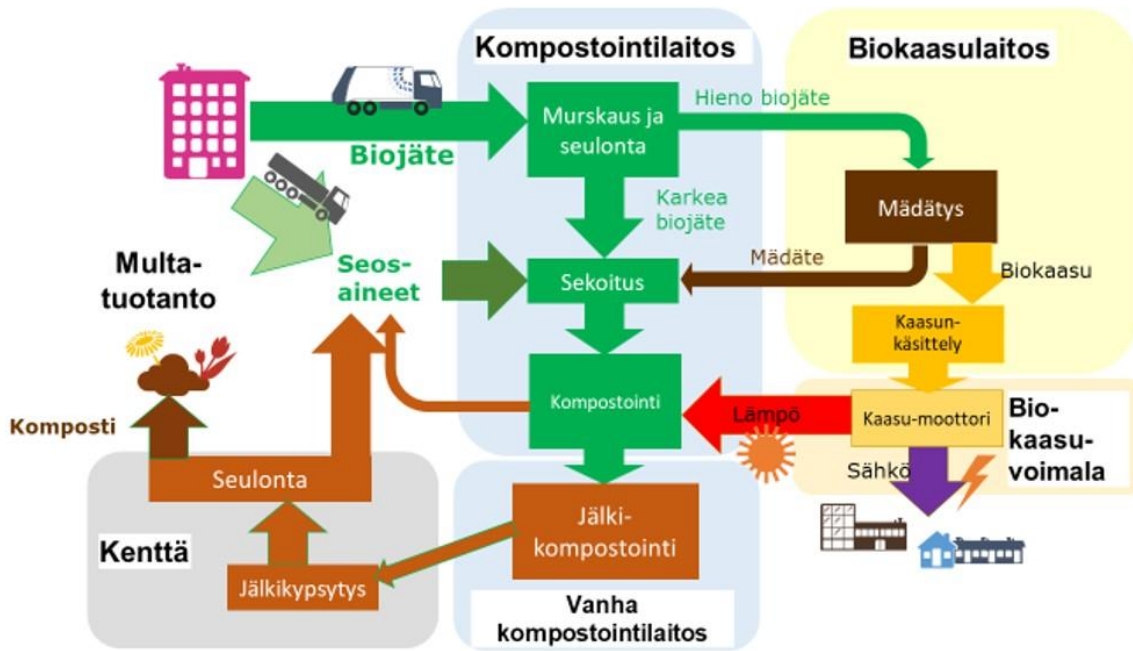 Kompostointilaitos
Biokaasulaitos
Biojäte
Murskaus ja
seulonta
Hieno biojäte
Karkea
biojäte
Mädätys
Multa-
tuotanto
Seos-
aineet
Sekoitus
Mädäte
Biokaasu
Kaasun-
käsittely
Komposti
Kompostointi
Lämpö
Kaasu-moottori
Bio-
kaasu-
voimala
Sähkö
Seulonta
Kenttä
Jälkikypsytys
Jälki-
kompostointi
Vanha
kompostointilaitos